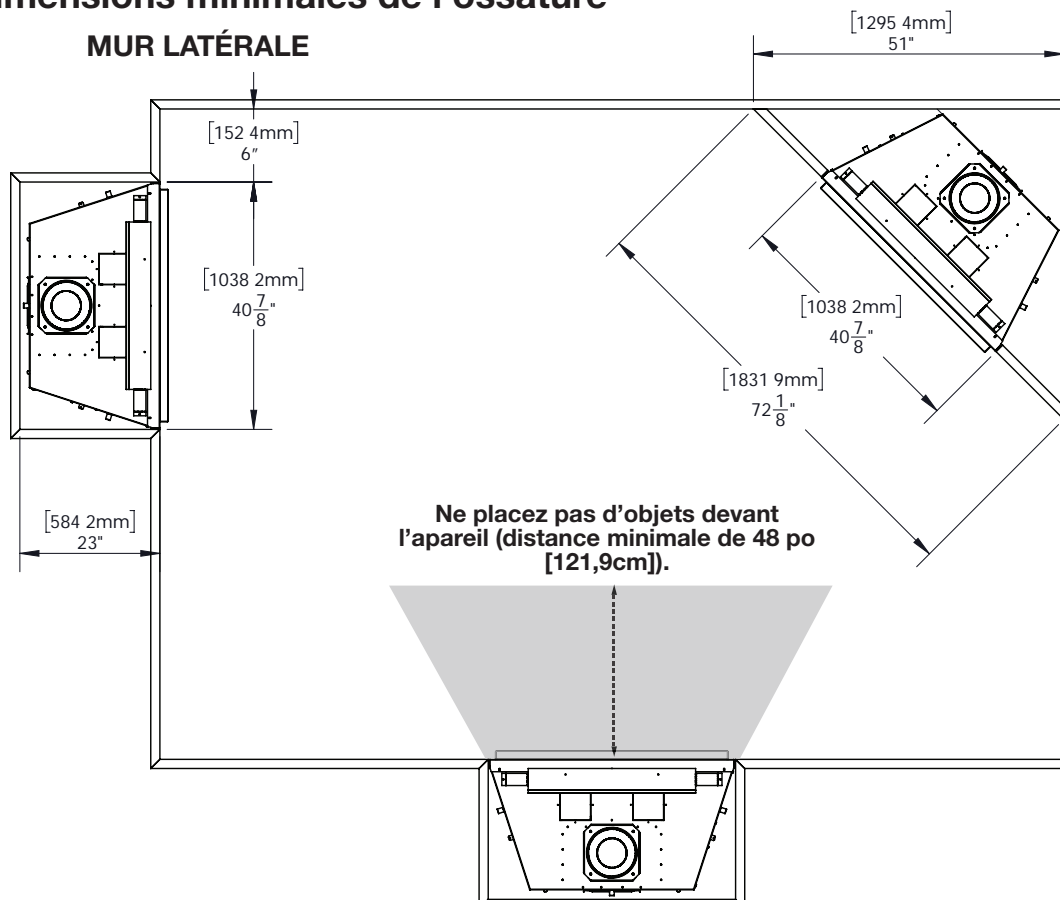 imensions minimales de l'ossature
MUR LATÉRALE
[1295 4mm]
51"
[152 4mm]
6"
[1038 2mm]
40 7/8"
[1038 2mm]
40 7/8"
[1831 9mm]
72 1/8"
[584 2mm]
23"
Ne placez pas d'objets devant
l'apareil (distance minimale de 48 po
[121,9cm]).